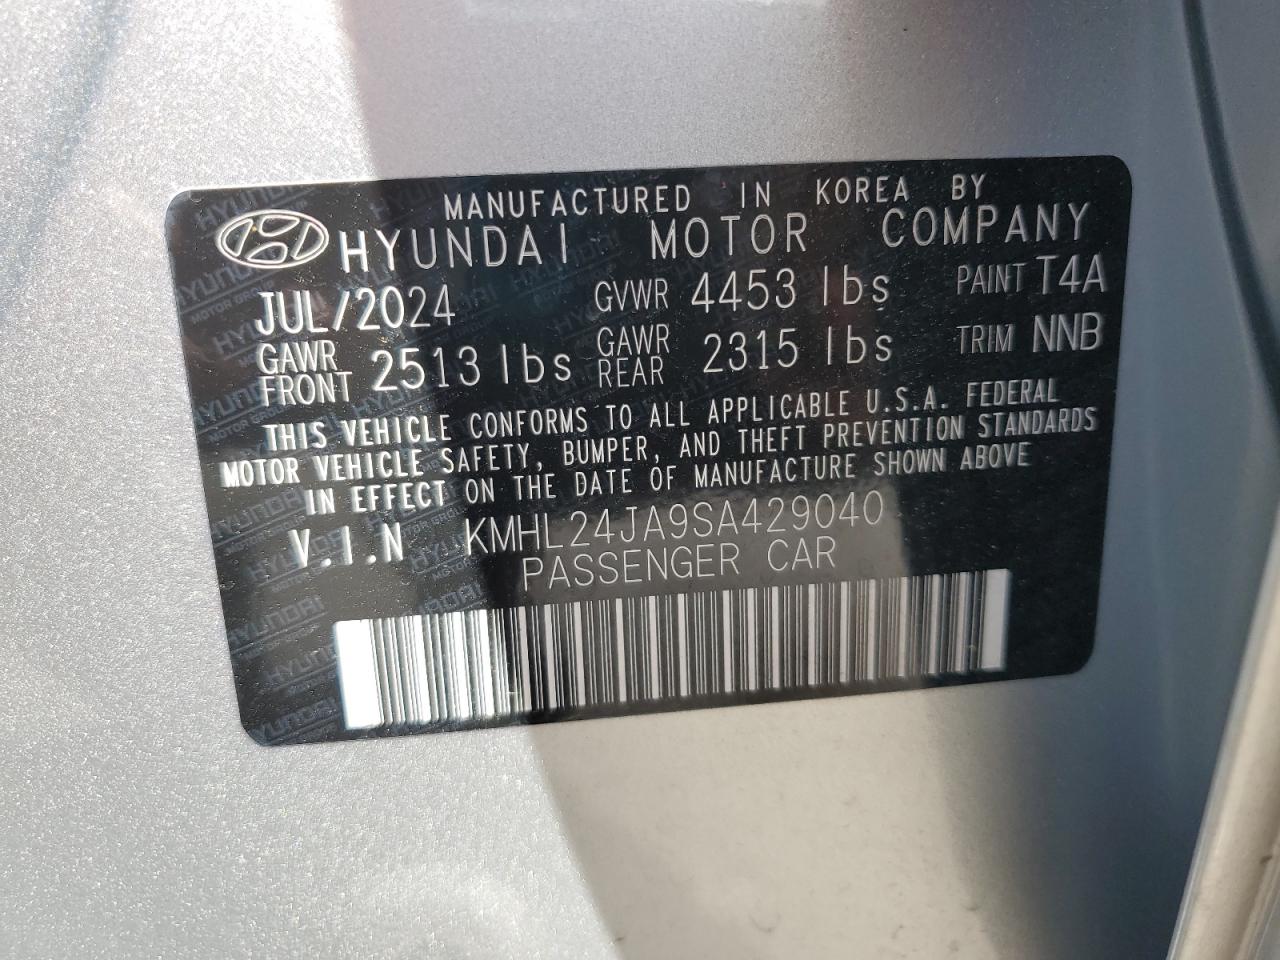 MANUFACTURED IN KOREA BY
HYUNDAI MOTOR COMPANY
JUL/2024 GVWR 4453 lbs PAINT T4A
GAWR FRONT 2513 lbs GAWR REAR 2315 lbs TRIM NNB
THIS VEHICLE CONFORMS TO ALL APPLICABLE U.S.A. FEDERAL
MOTOR VEHICLE SAFETY, BUMPER, AND THEFT PREVENTION STANDARDS
IN EFFECT ON THE DATE OF MANUFACTURE SHOWN ABOVE
V.I.N KMHL24JA9SA429040
PASSENGER CAR